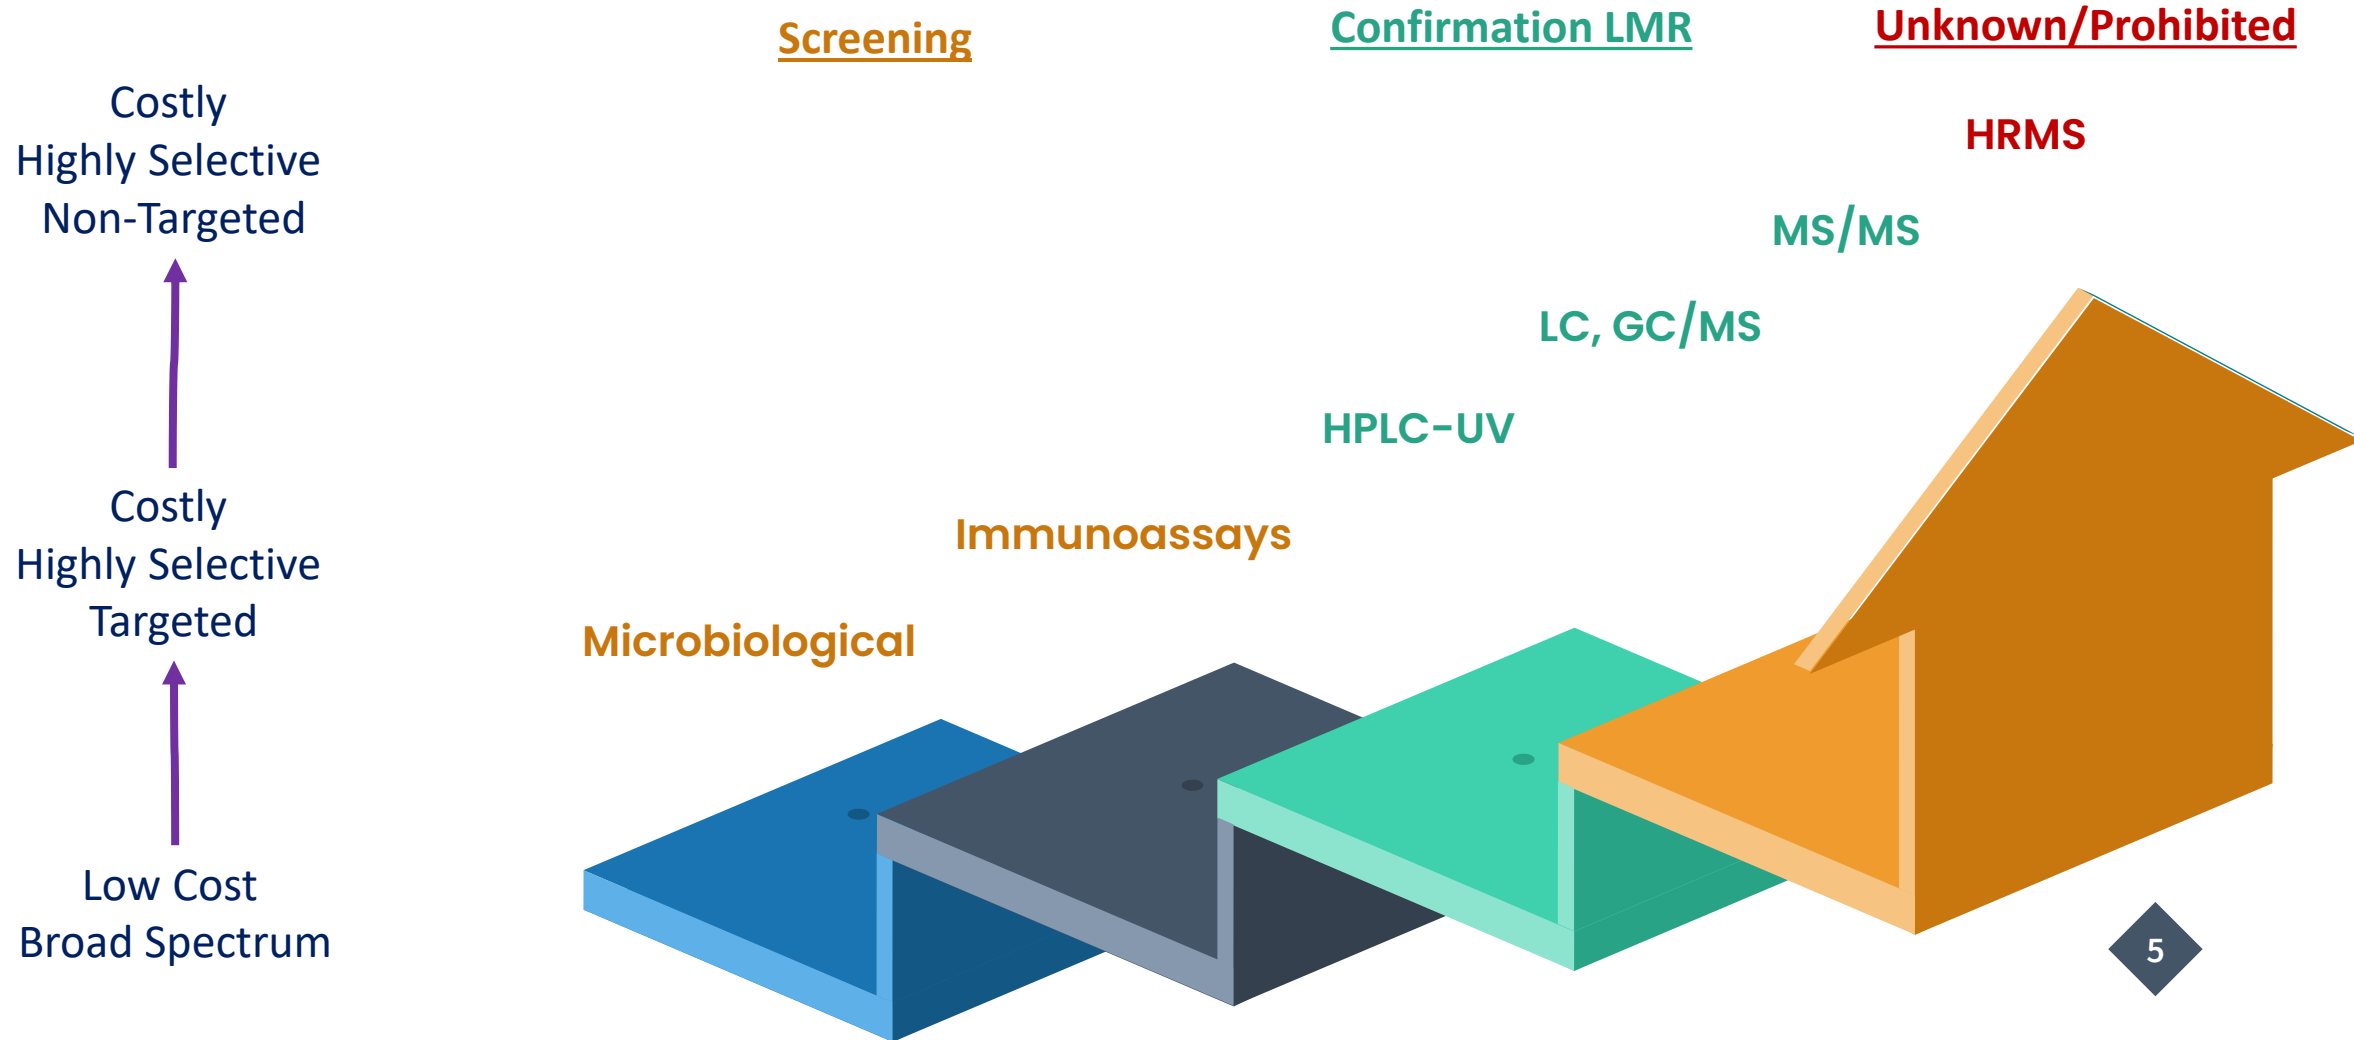 Screening
Confirmation LMR
Unknown/Prohibited
Costly
Highly Selective
Non-Targeted
HRMS
MS/MS
LC, GC/MS
HPLC-UV
Costly
Highly Selective
Targeted
Immunoassays
Microbiological
Low Cost
Broad Spectrum
5